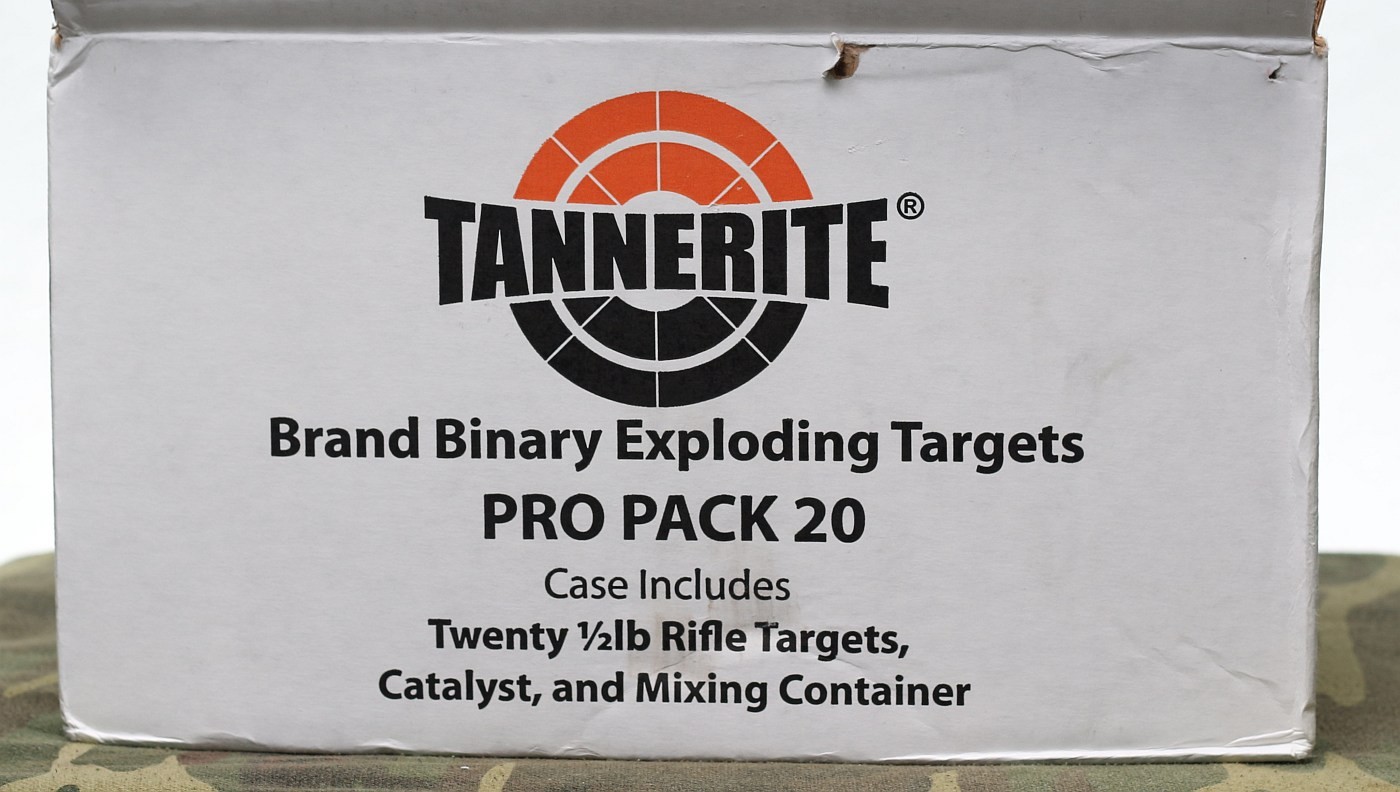 TANNERITE®
Brand Binary Exploding Targets
PRO PACK 20
Case Includes
Twenty ½lb Rifle Targets,
Catalyst, and Mixing Container